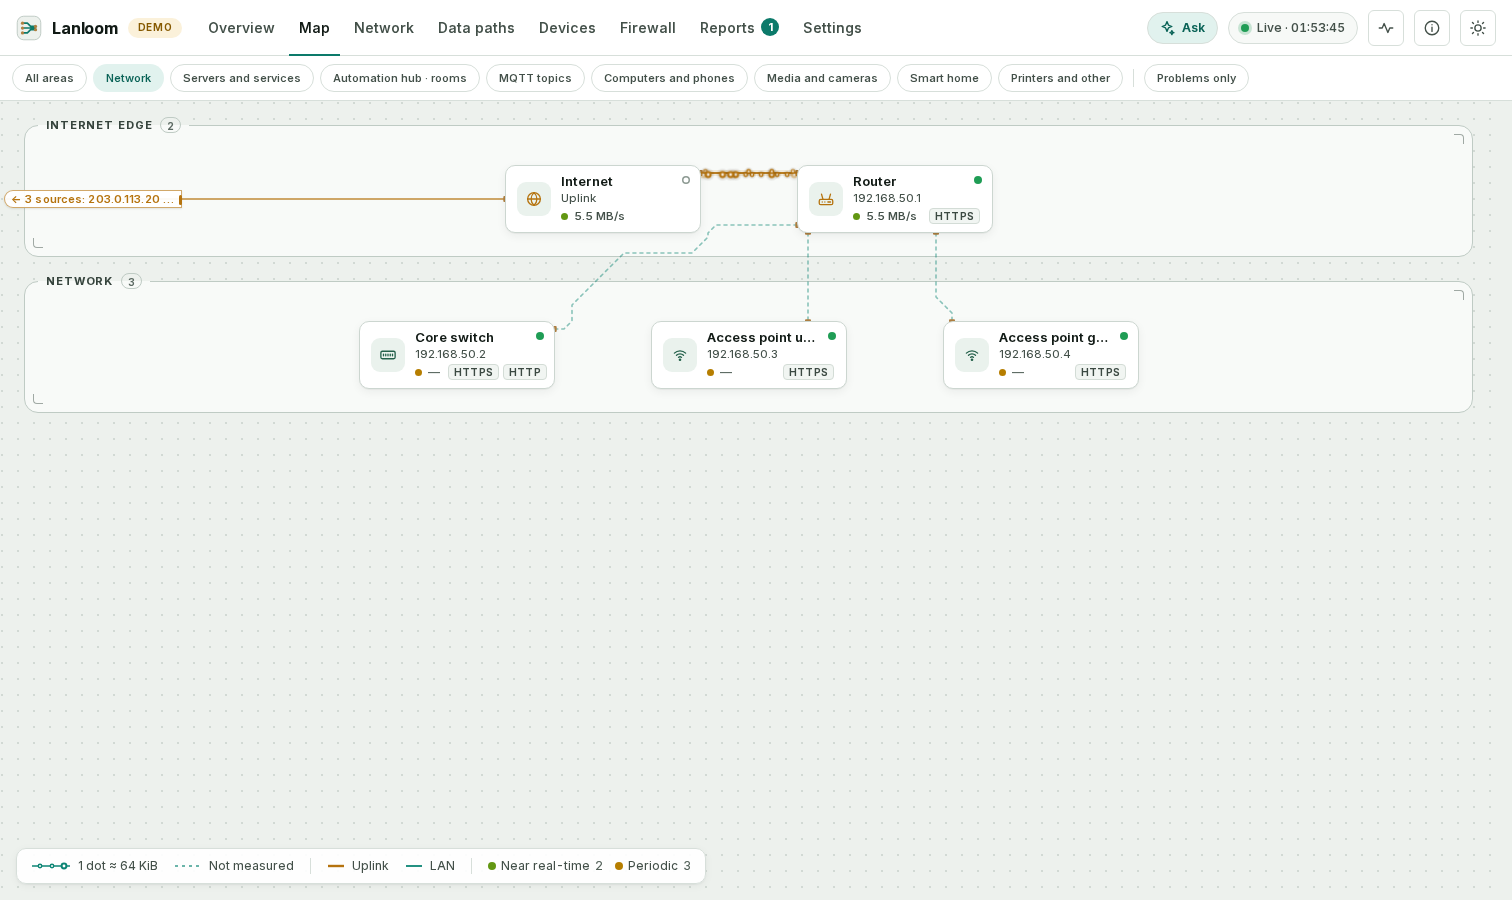 Lanloom DEMO Overview Map Network Data paths Devices Firewall Reports 1 Settings Ask Live · 01:53:45
All areas Network Servers and services Automation hub · rooms MQTT topics Computers and phones Media and cameras Smart home Printers and other Problems only
INTERNET EDGE 2
Internet
Uplink
5.5 MB/s
Router
192.168.50.1
5.5 MB/s HTTPS
← 3 sources: 203.0.113.20 ...
NETWORK 3
Core switch
192.168.50.2
— HTTPS HTTP
Access point u...
192.168.50.3
— HTTPS
Access point g...
192.168.50.4
— HTTPS
1 dot ≈ 64 KiB Not measured Uplink LAN Near real-time 2 Periodic 3